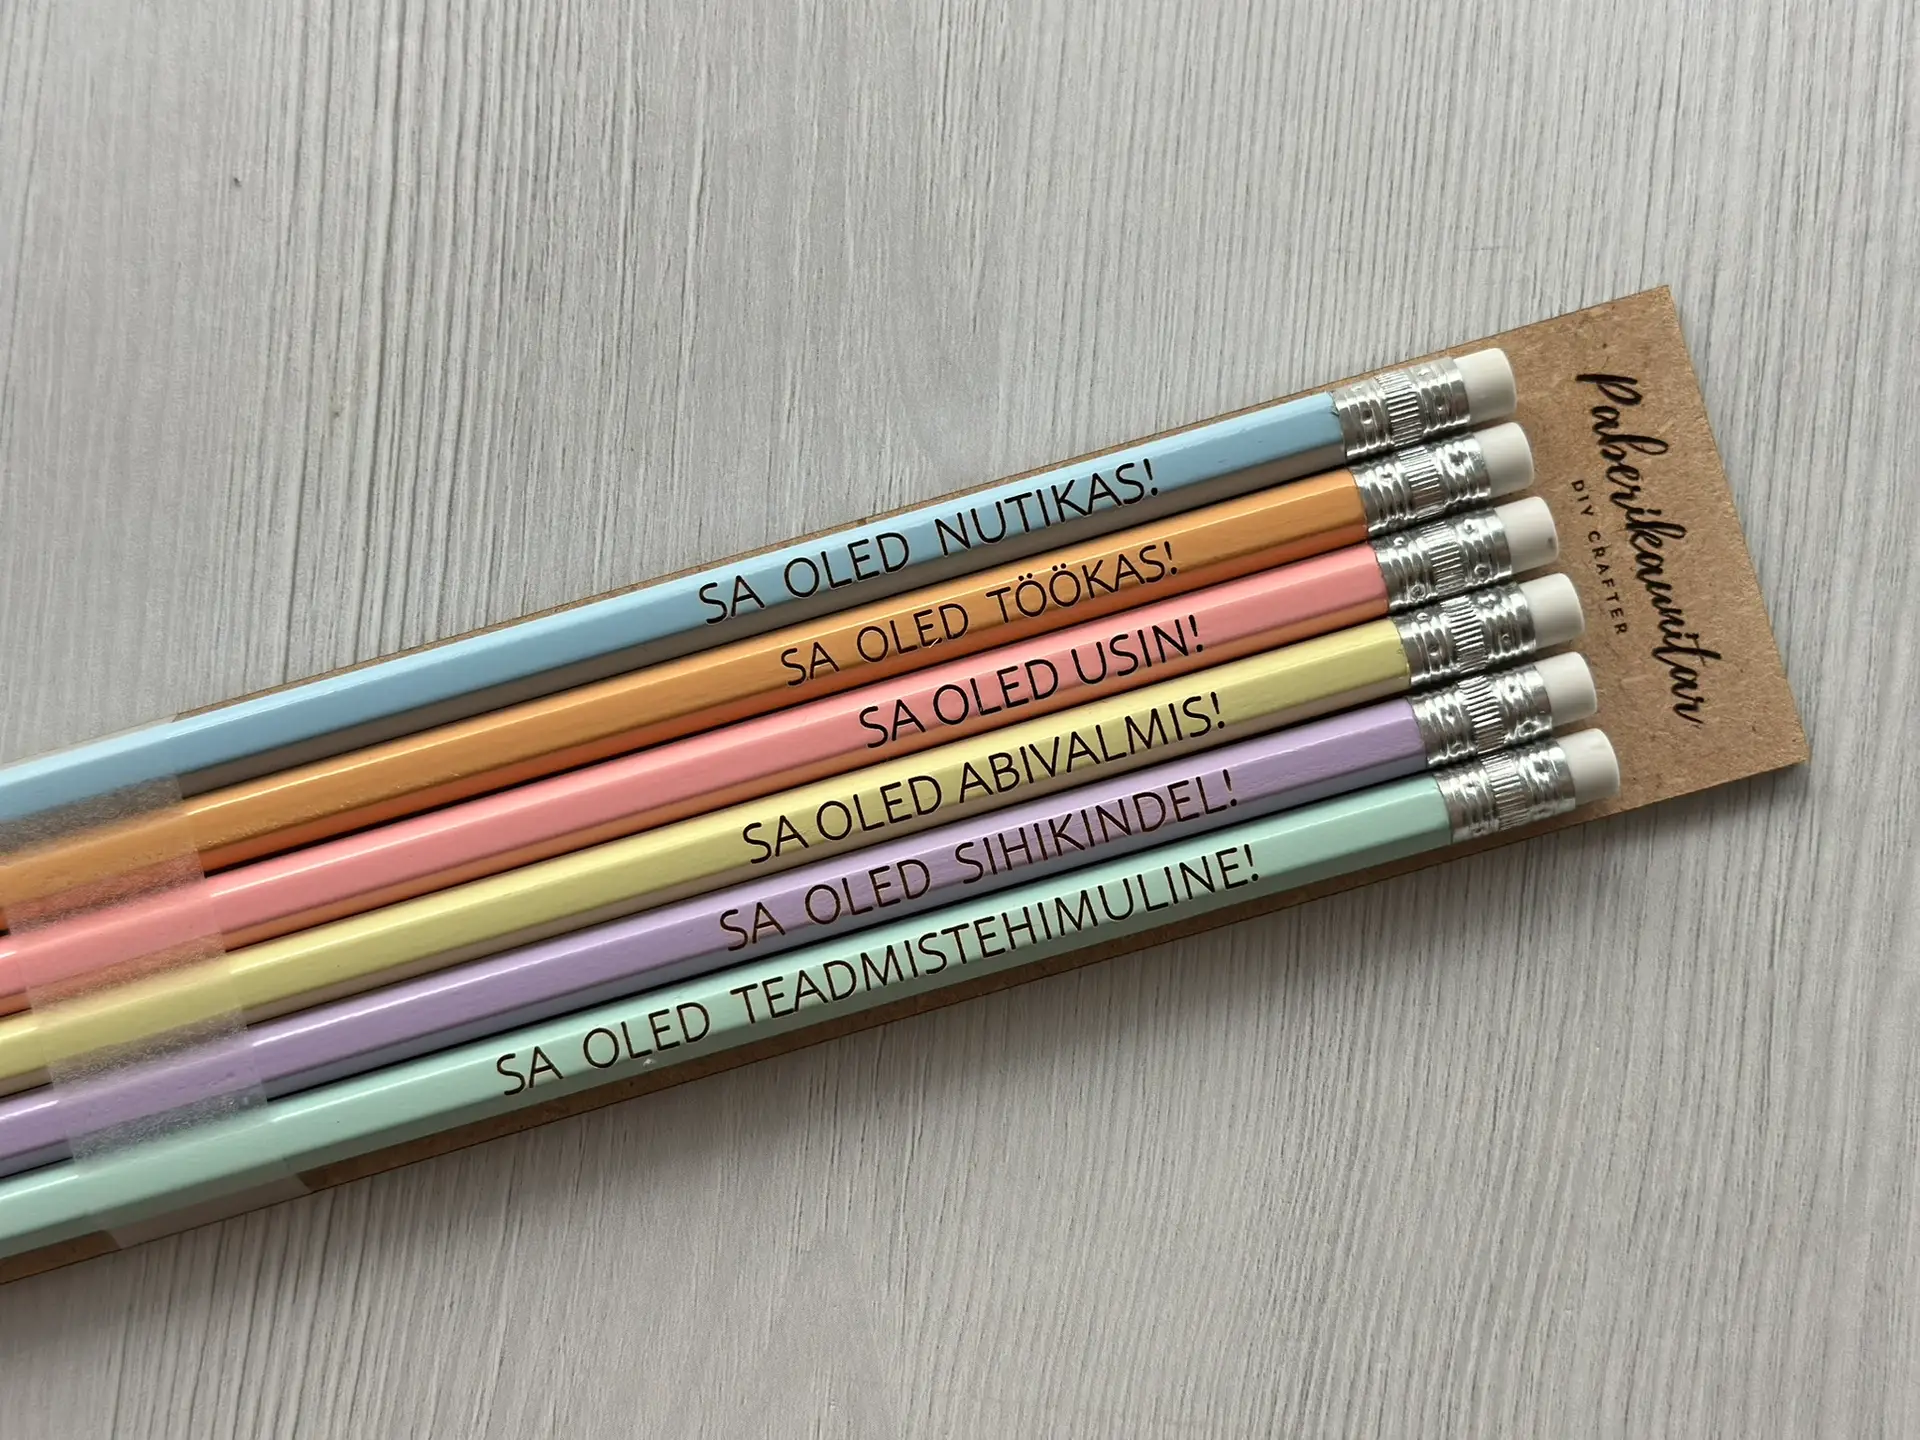 SA OLED NUTIKAS!
SA OLED TÖÖKAS!
SA OLED USIN!
SA OLED ABIVALMIS!
SA OLED SIHIKINDEL!
SA OLED TEADMISTEHIMULINE!
Paberikaunitar
DIY CRAFTER